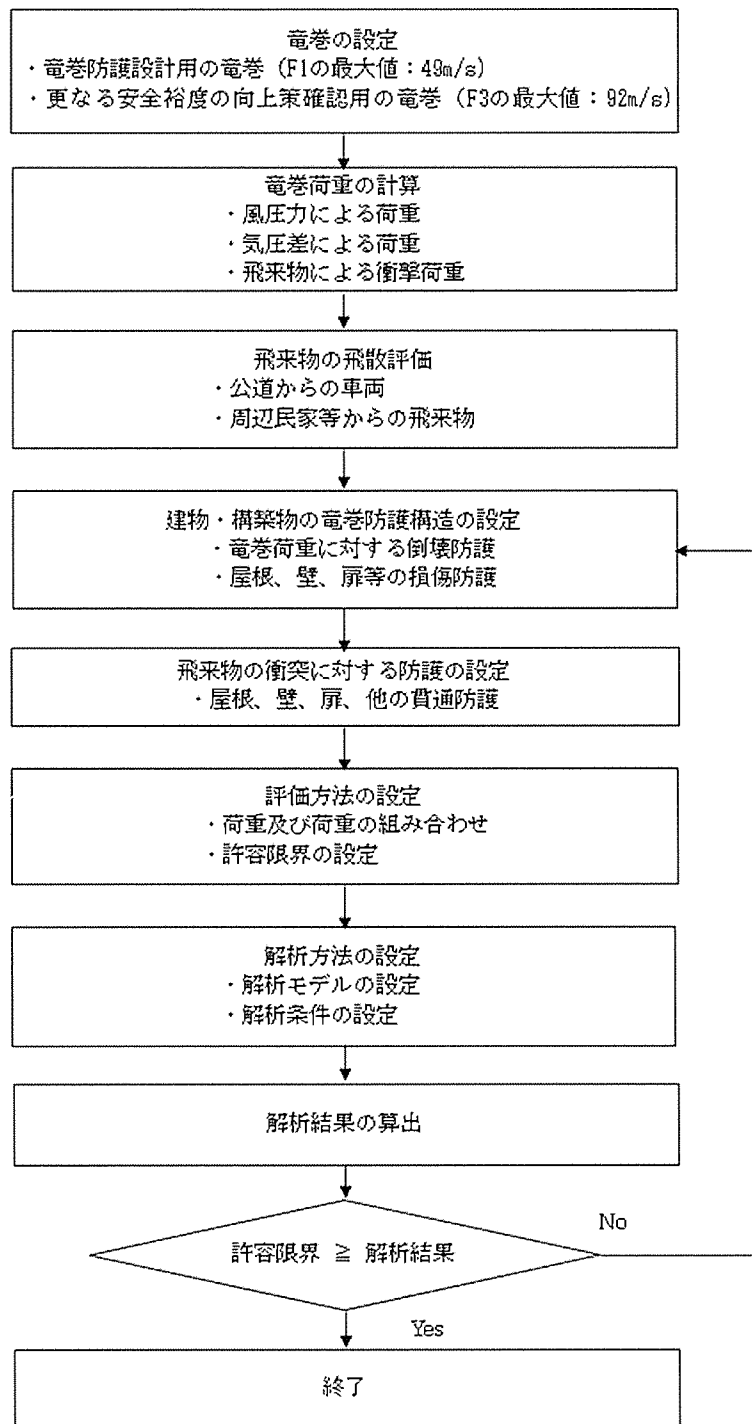 竜巻の設定
・竜巻防護設計用の竜巻(F1の最大値:49m/s)
・更なる安全裕度の向上策確認用の竜巻(F3の最大値:92m/s)
竜巻荷重の計算
・風圧力による荷重
・気圧差による荷重
・飛来物による衝撃荷重
飛来物の飛散評価
・公道からの車両
・周辺民家等からの飛来物
建物・構築物の竜巻防護構造の設定
・竜巻荷重に対する倒壊防護
・屋根、壁、扉等の損傷防護
飛来物の衝突に対する防護の設定
・屋根、壁、扉、他の貫通防護
評価方法の設定
・荷重及び荷重の組み合わせ
・許容限界の設定
解析方法の設定
・解析モデルの設定
・解析条件の設定
解析結果の算出
許容限界 ≧ 解析結果
No
Yes
終了